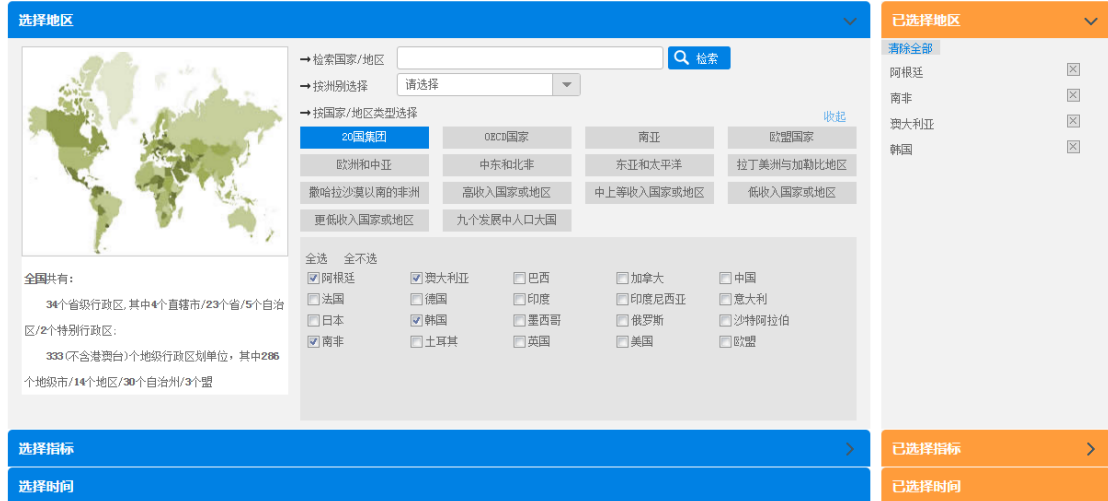 选择地区
已选择地区
清除全部
阿根廷
南非
澳大利亚
韩国
检索国家/地区
检索
按洲别选择
请选择
按国家/地区类型选择
收起
20国集团 OECD国家 南亚 欧盟国家
欧洲和中亚 中东和北非 东亚和太平洋 拉丁美洲与加勒比地区
撒哈拉沙漠以南的非洲 高收入国家或地区 中上等收入国家或地区 低收入国家或地区
更低收入国家或地区 九个发展中人口大国
全选 全不选
阿根廷 澳大利亚 巴西 加拿大 中国
法国 德国 印度 印度尼西亚 意大利
日本 韩国 墨西哥 俄罗斯 沙特阿拉伯
南非 土耳其 英国 美国 欧盟
全国共有：
34个省级行政区,其中4个直辖市/23个省/5个自治
区/2个特别行政区;
333(不含港澳台)个地级行政区划单位，其中286
个地级市/14个地区/30个自治州/3个盟
选择指标
已选择指标
选择时间
已选择时间